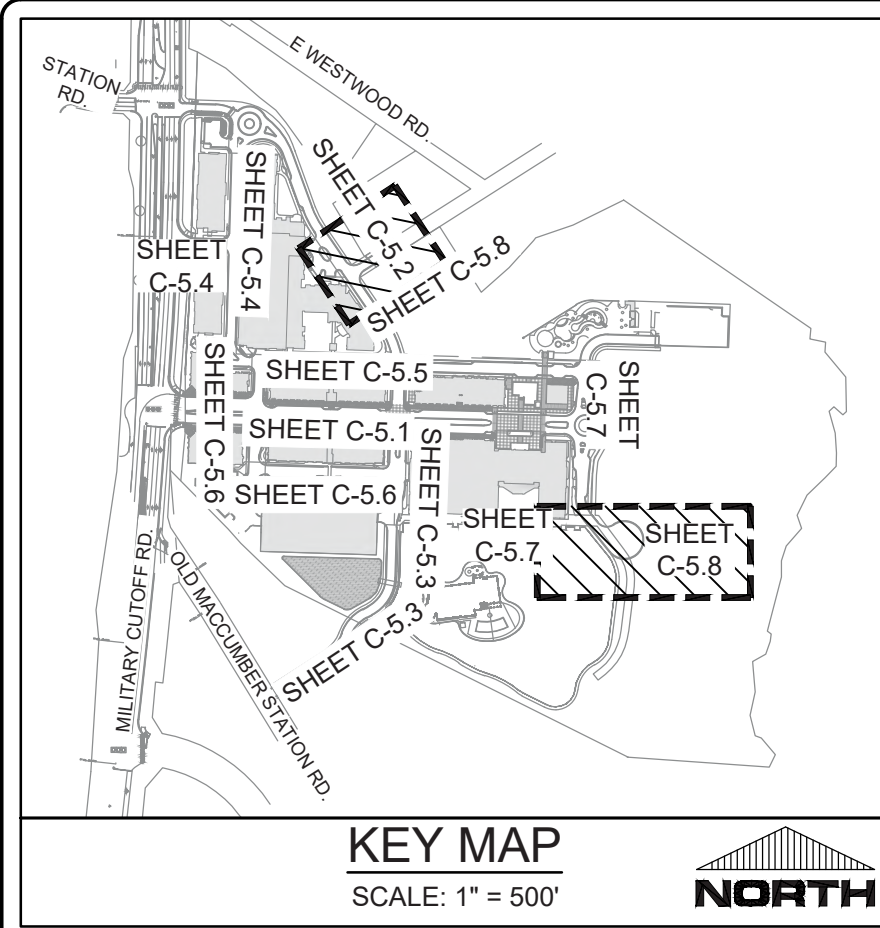 E WESTWOOD RD.
STATION
RD.
SHEET C-5.2
SHEET C-5.4
SHEET
C-5.4
SHEET C-5.8
SHEET C-5.5
SHEET
C-5.7
SHEET C-5.6
SHEET C-5.1
SHEET C-5.3
SHEET C-5.6
SHEET
C-5.7
SHEET
C-5.8
MILITARY CUTOFF RD.
OLD MACCUMBER STATION RD.
SHEET C-5.3
KEY MAP
SCALE: 1" = 500'
NORTH